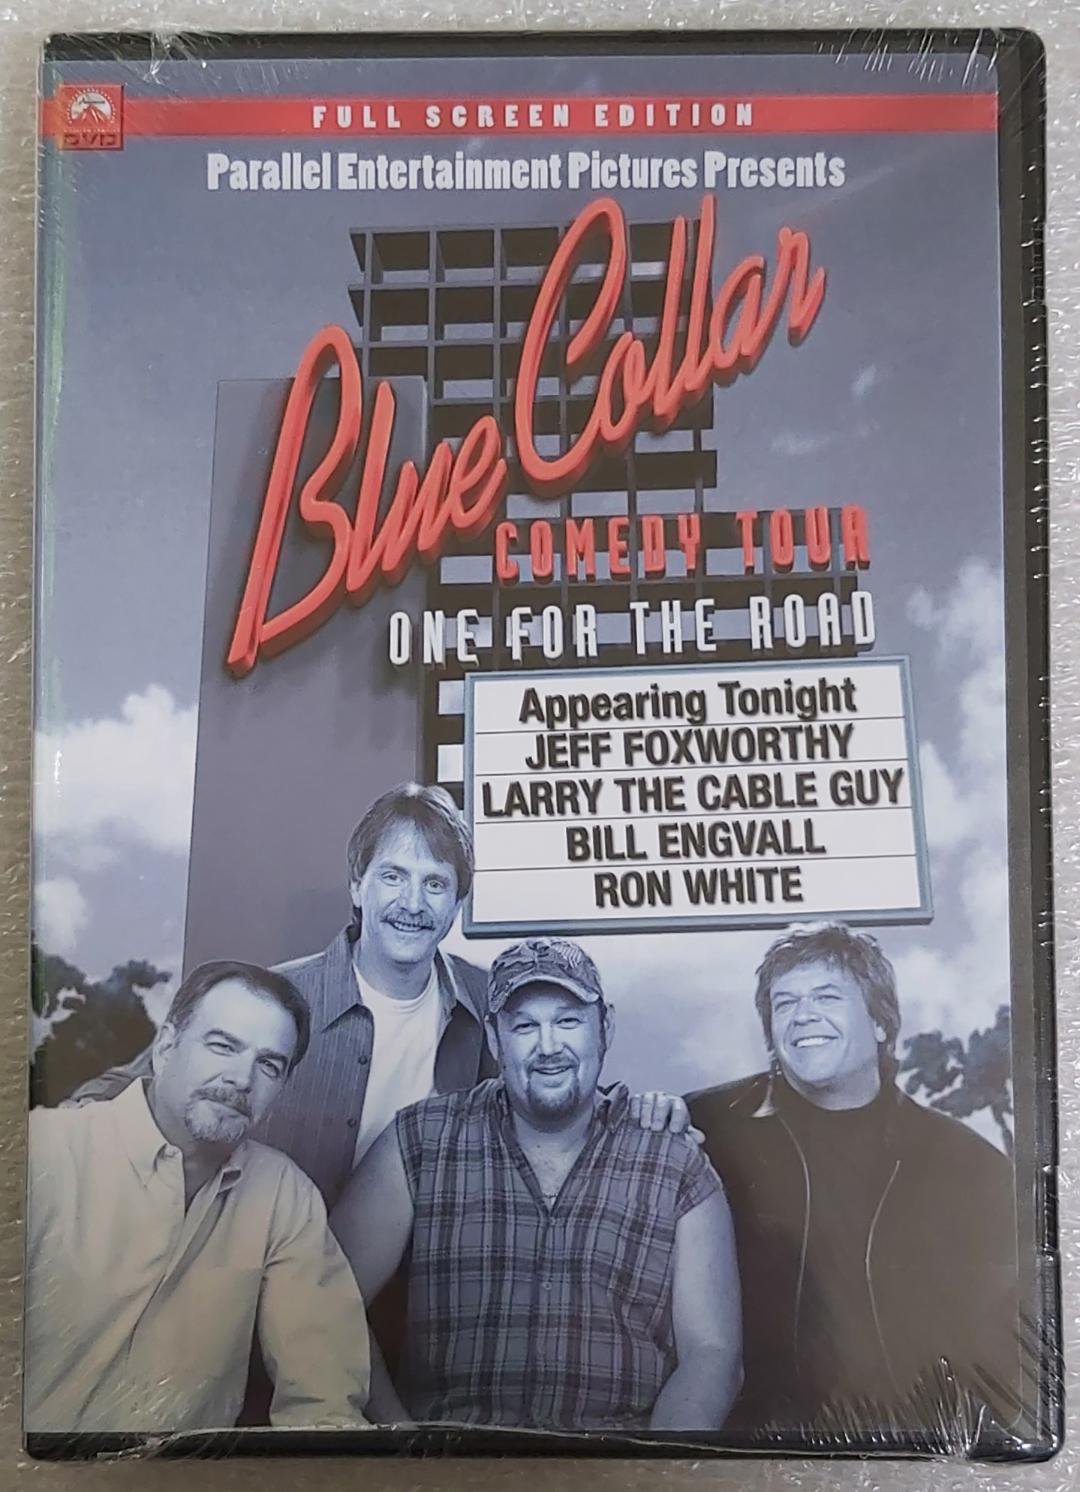 FULL SCREEN EDITION
DVD
Parallel Entertainment Pictures Presents
Blue Collar
COMEDY TOUR
ONE FOR THE ROAD
Appearing Tonight
JEFF FOXWORTHY
LARRY THE CABLE GUY
BILL ENGVALL
RON WHITE